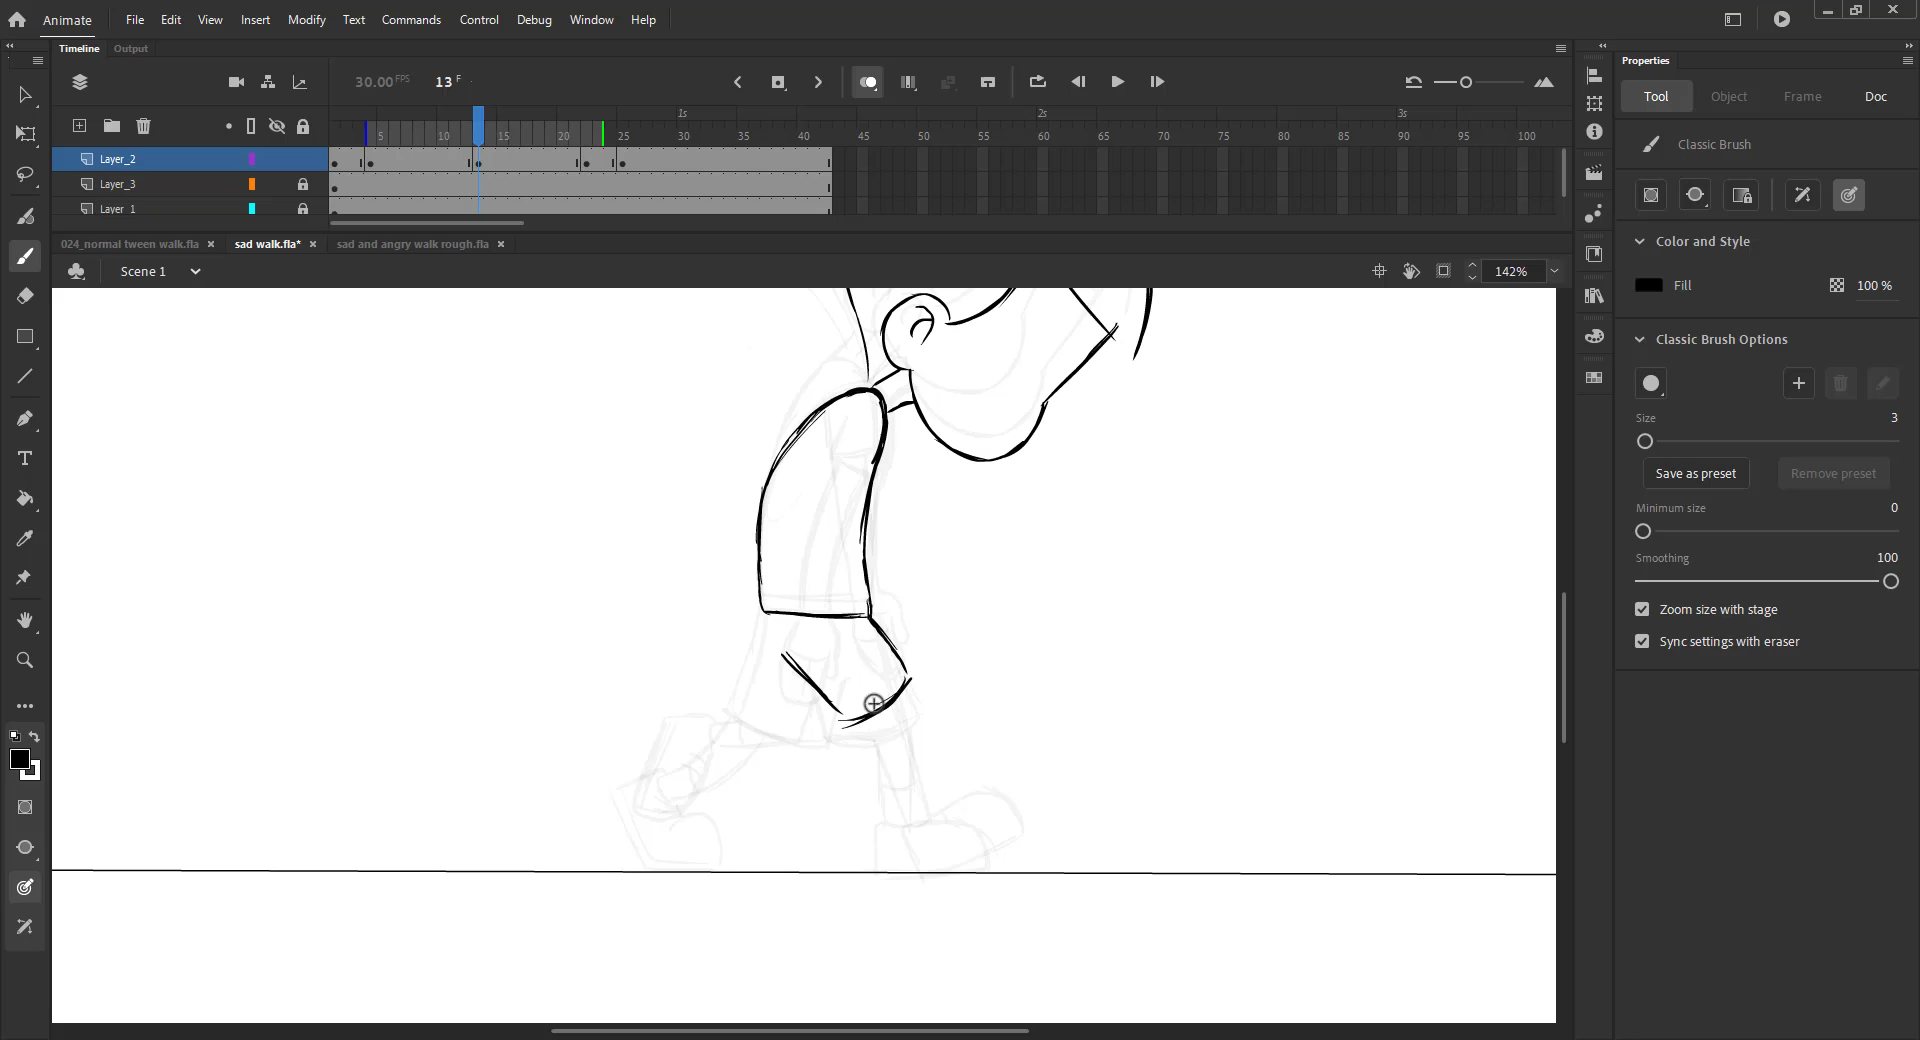 Animate File Edit View Insert Modify Text Commands Control Debug Window Help
Timeline Output
30.00 FPS 13 F
1s 2s 3s
5 10 15 20 25 30 35 40 45 50 55 60 65 70 75 80 85 90 95 100
Layer_2
Layer_3
Layer_1
024_normal tween walk.fla × sad walk.fla* × sad and angry walk rough.fla ×
Scene 1 142%
Properties
Tool Object Frame Doc
Classic Brush
Color and Style
Fill 100 %
Classic Brush Options
Size 3
Save as preset Remove preset
Minimum size 0
Smoothing 100
Zoom size with stage
Sync settings with eraser